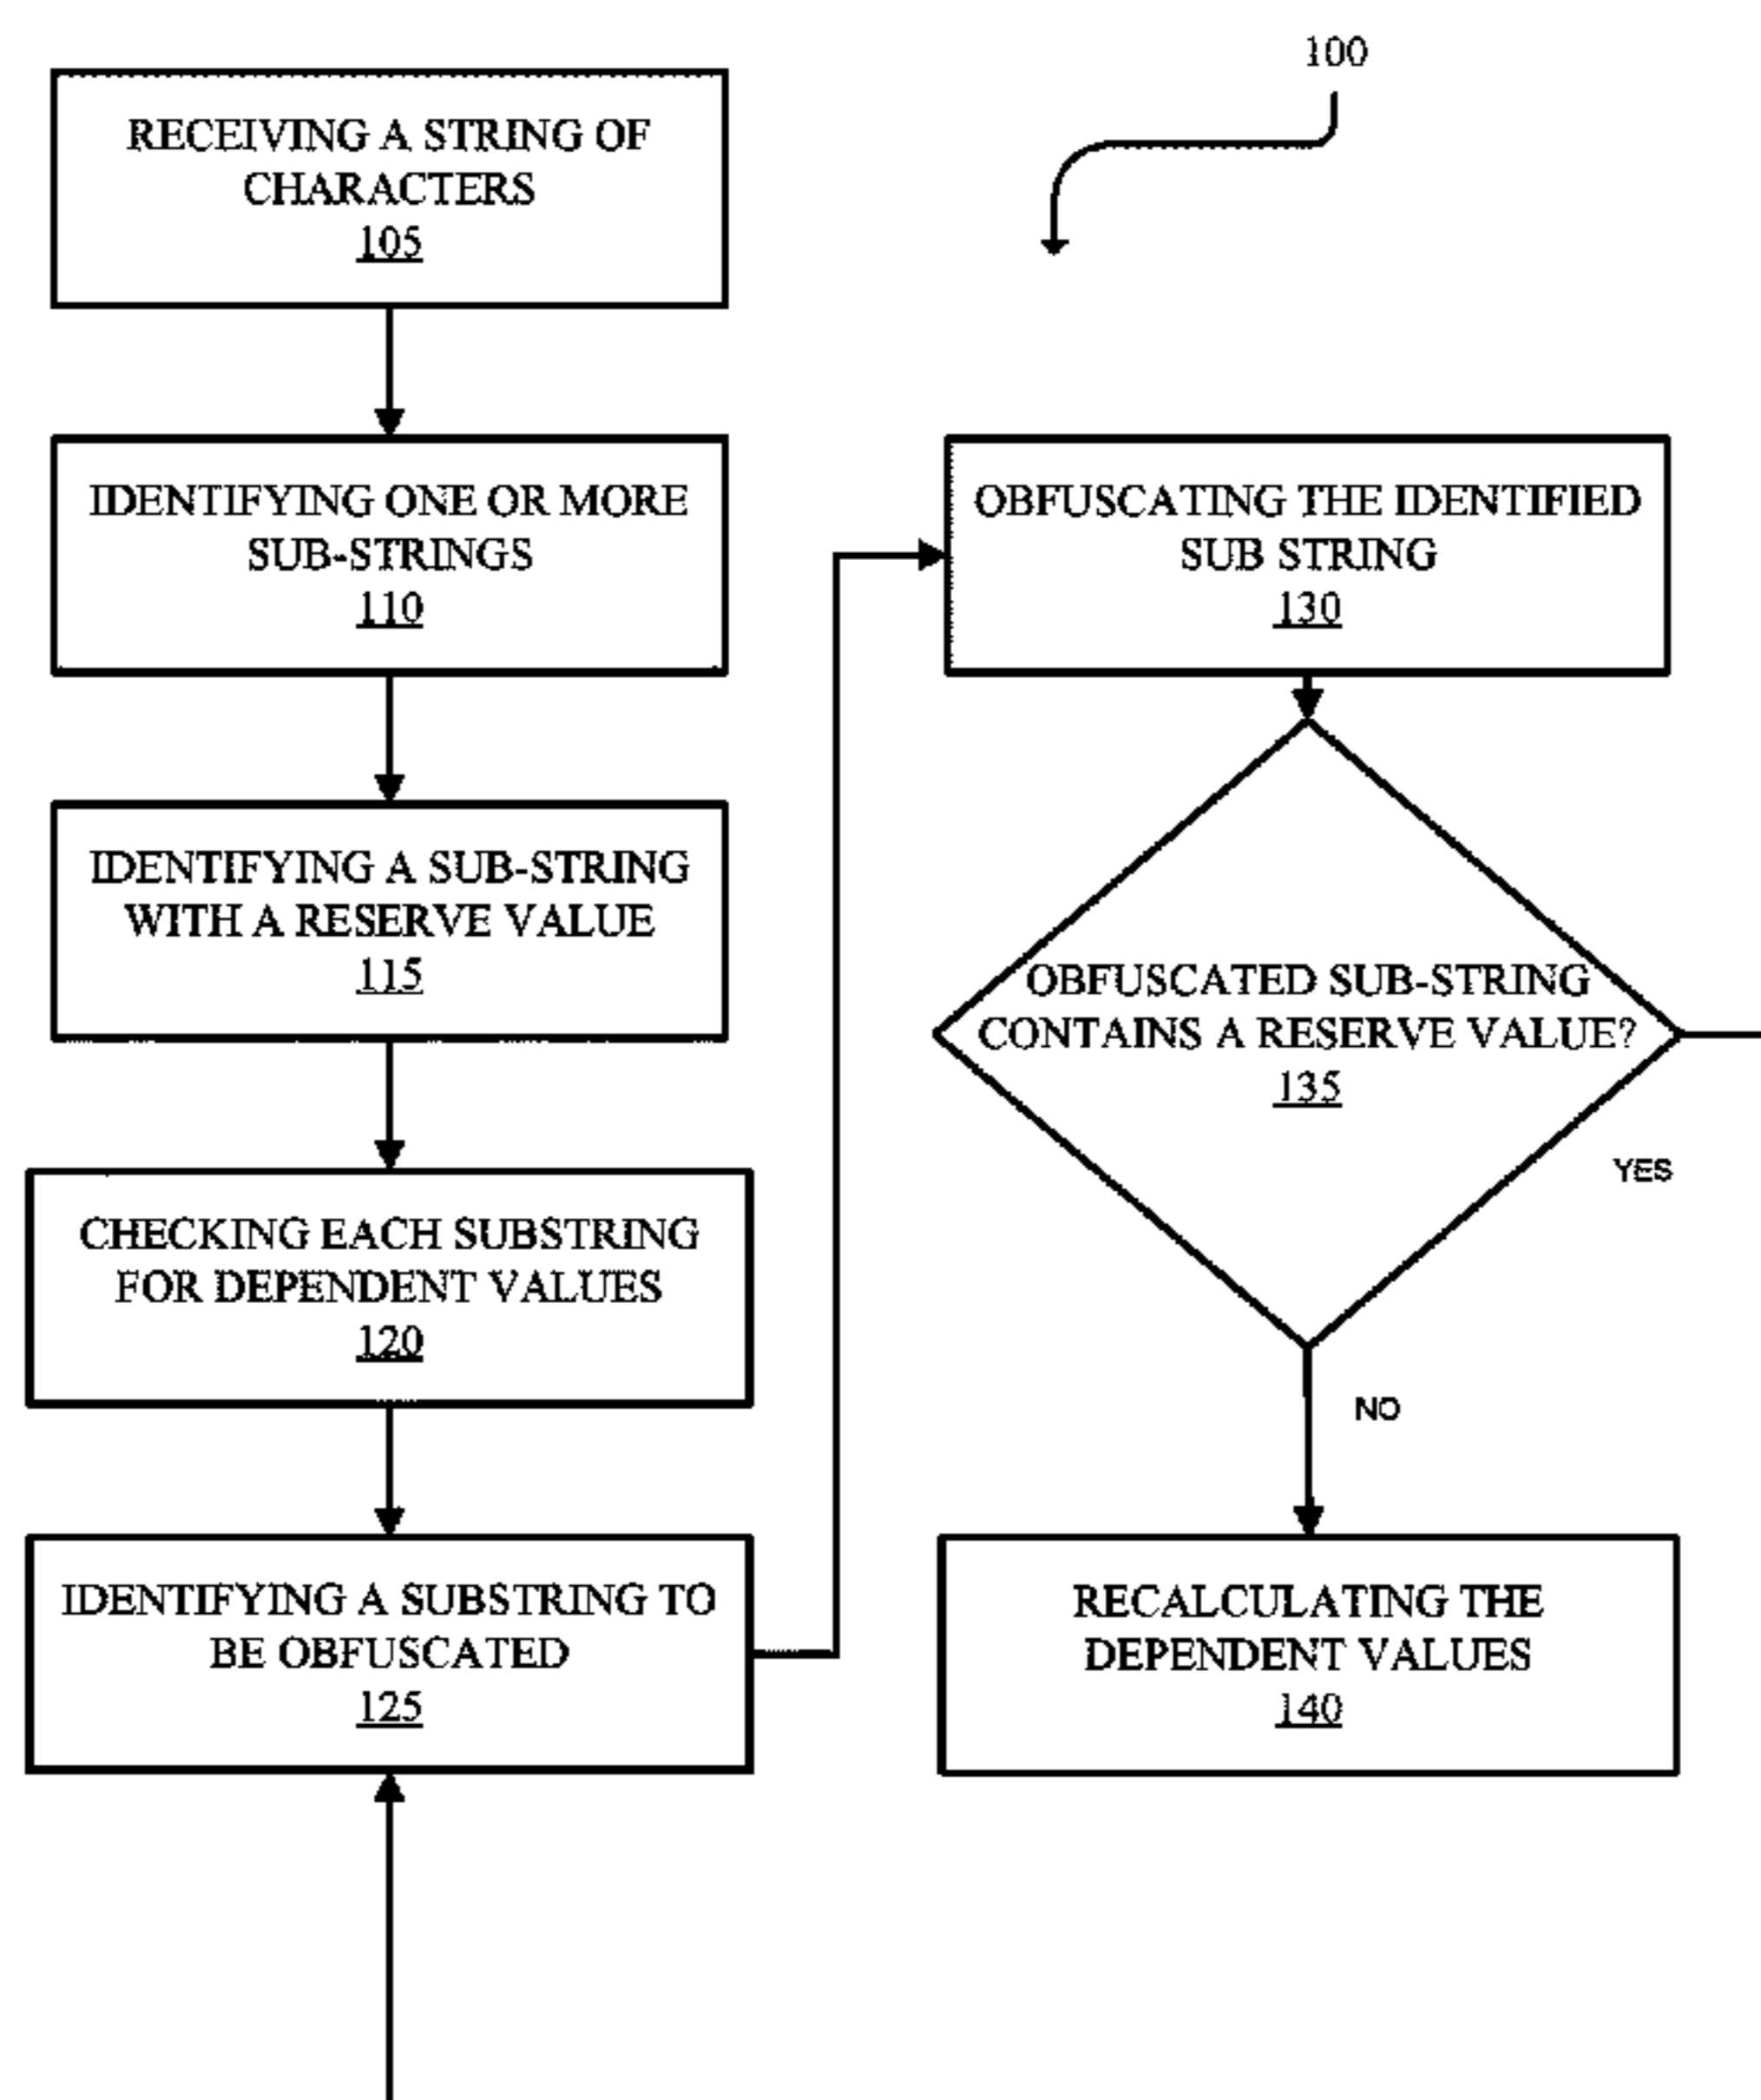 100
RECEIVING A STRING OF
CHARACTERS
105
IDENTIFYING ONE OR MORE
SUB-STRINGS
110
IDENTIFYING A SUB-STRING
WITH A RESERVE VALUE
115
CHECKING EACH SUBSTRING
FOR DEPENDENT VALUES
120
IDENTIFYING A SUBSTRING TO
BE OBFUSCATED
125
OBFUSCATING THE IDENTIFIED
SUB STRING
130
OBFUSCATED SUB-STRING
CONTAINS A RESERVE VALUE?
135
YES
NO
RECALCULATING THE
DEPENDENT VALUES
140